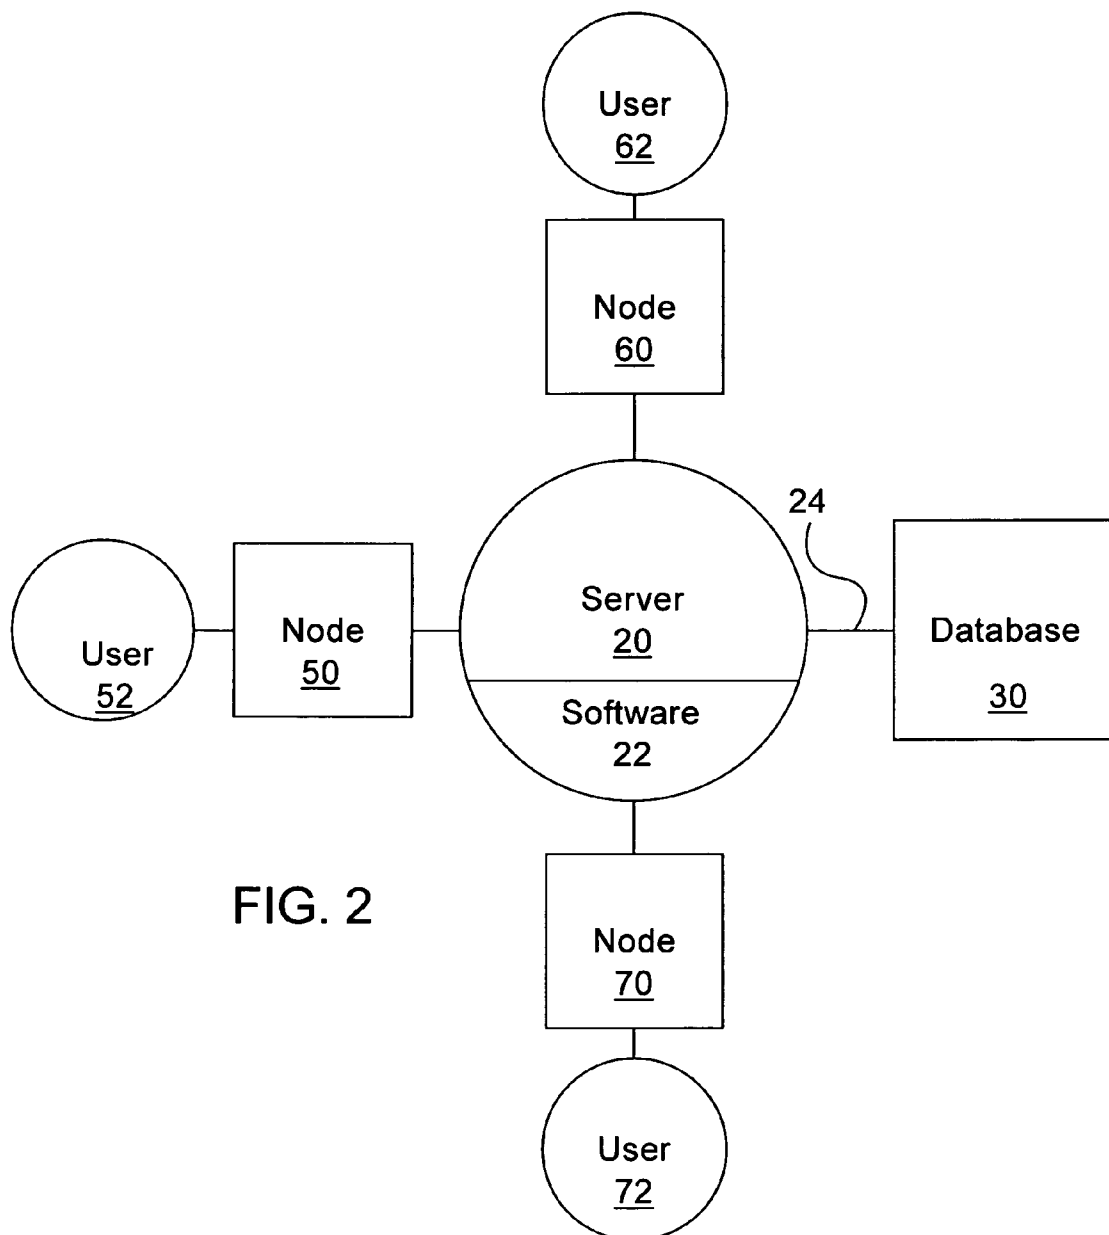 User
62
Node
60
24
Server
20
Database
30
Node
50
User
52
Software
22
FIG. 2
Node
70
User
72